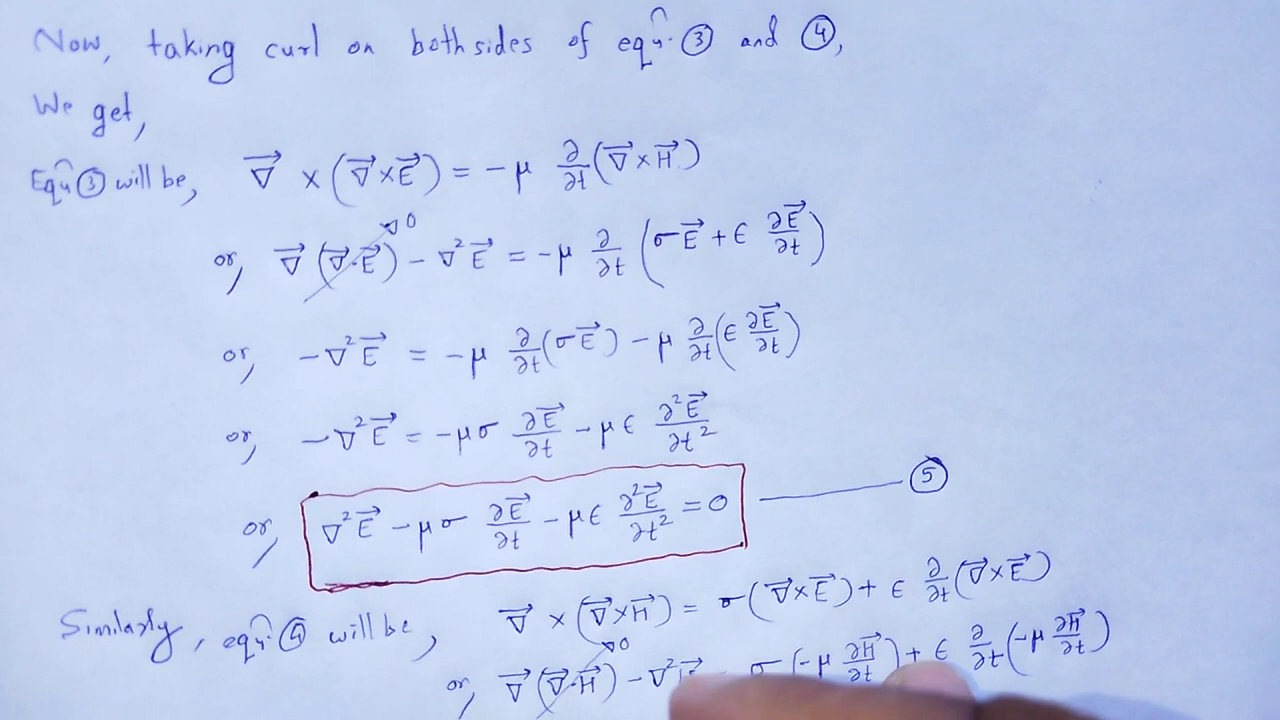 Now, taking curl on both sides of eqn. ③ and ④,
We get,
Eqn ③ will be, ∇⃗ × (∇⃗ × E⃗) = -μ ∂/∂t (∇⃗ × H⃗)
or, ∇⃗ (∇⃗·E⃗) - ∇²E⃗ = -μ ∂/∂t (σE⃗ + ϵ ∂E⃗/∂t) →0
or, -∇²E⃗ = -μ ∂/∂t (σE⃗) - μ ∂/∂t (ϵ ∂E⃗/∂t)
or, -∇²E⃗ = -μσ ∂E⃗/∂t - μϵ ∂²E⃗/∂t²
or, ∇²E⃗ - μσ ∂E⃗/∂t - μϵ ∂²E⃗/∂t² = 0 ⑤
Similarly, eqn. ④ will be, ∇⃗ × (∇⃗ × H⃗) = σ(∇⃗ × E⃗) + ϵ ∂/∂t (∇⃗ × E⃗)
or, ∇⃗ (∇⃗·H⃗) →0 - ∇² σ (-μ ∂H⃗/∂t) + ϵ ∂/∂t (-μ ∂H⃗/∂t)